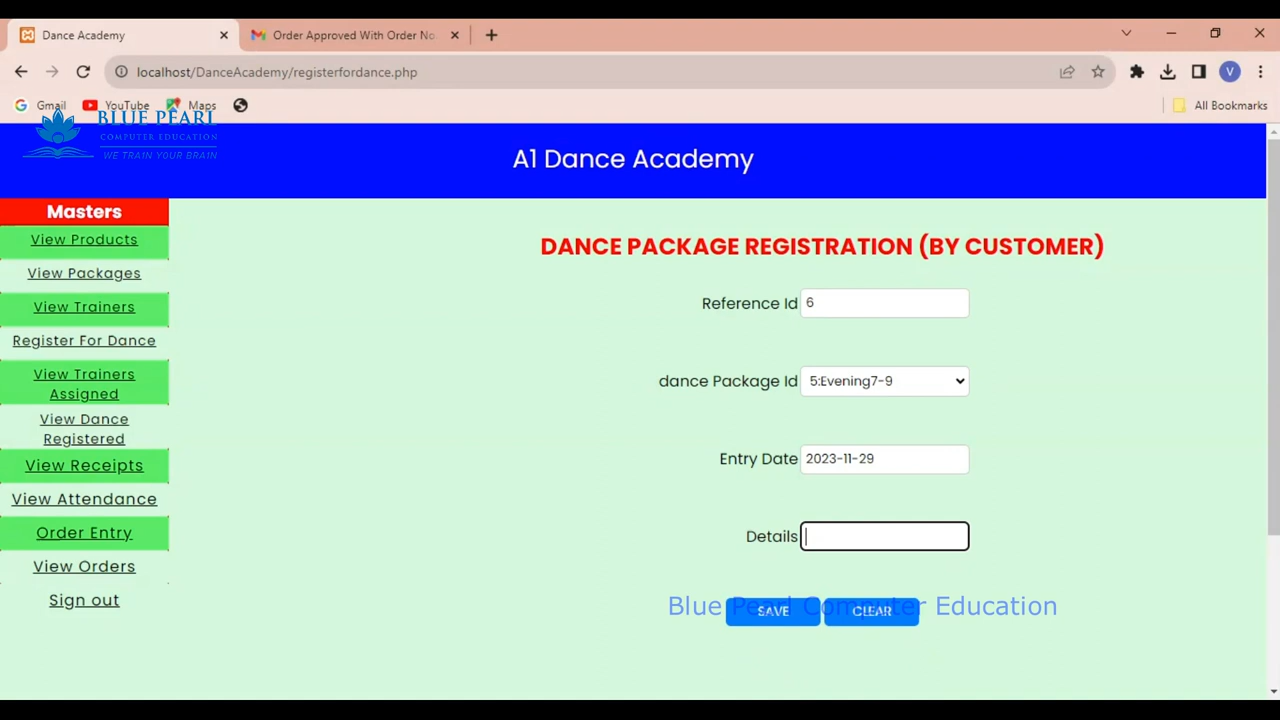 Dance Academy
Order Approved With Order No
localhost/DanceAcademy/registerfordance.php
V
Gmail
YouTube
Maps
All Bookmarks
BLUE PEARL
COMPUTER EDUCATION
WE TRAIN YOUR BRAIN
A1 Dance Academy
Masters
View Products
View Packages
View Trainers
Register For Dance
View Trainers
Assigned
View Dance
Registered
View Receipts
View Attendance
Order Entry
View Orders
Sign out
DANCE PACKAGE REGISTRATION (BY CUSTOMER)
Reference Id 6
dance Package Id 5:Evening7-9
Entry Date 2023-11-29
Details
SAVE CLEAR
Blue Pearl Computer Education